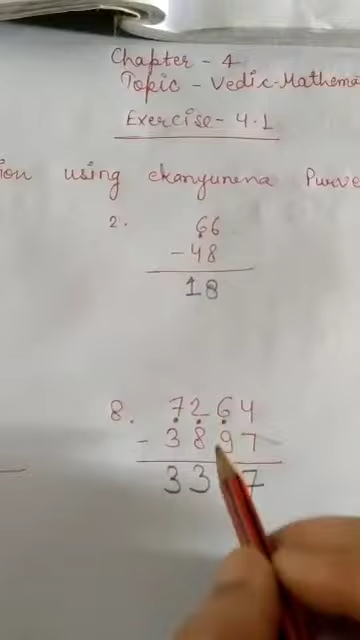 Chapter - 4
Topic - Vedic-Mathema
Exercise - 4.1
ion using ekanyunena Purve
2. 66
- 48
18
8. 7264
- 3897
33 7